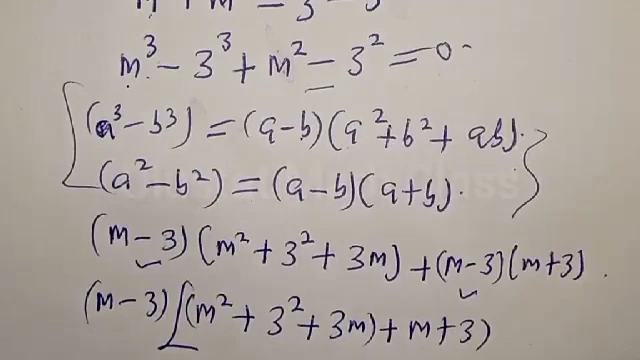 m³ - 3³ + m² - 3² = 0
(a³ - b³) = (a-b)(a² + b² + ab).
(a² - b²) = (a-b)(a+b).
(m-3)(m² + 3² + 3m) + (m-3)(m+3).
(m-3)[(m² + 3² + 3m) + m+3)